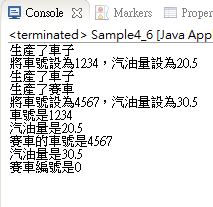 Console Markers Proper
<terminated> Sample4_6 [Java App
生產了車子
將車號設為1234，汽油量設為20.5
生產了車子
生產了賽車
將車號設為4567，汽油量設為30.5
車號是1234
汽油量是20.5
賽車的車號是4567
汽油量是30.5
賽車編號是0